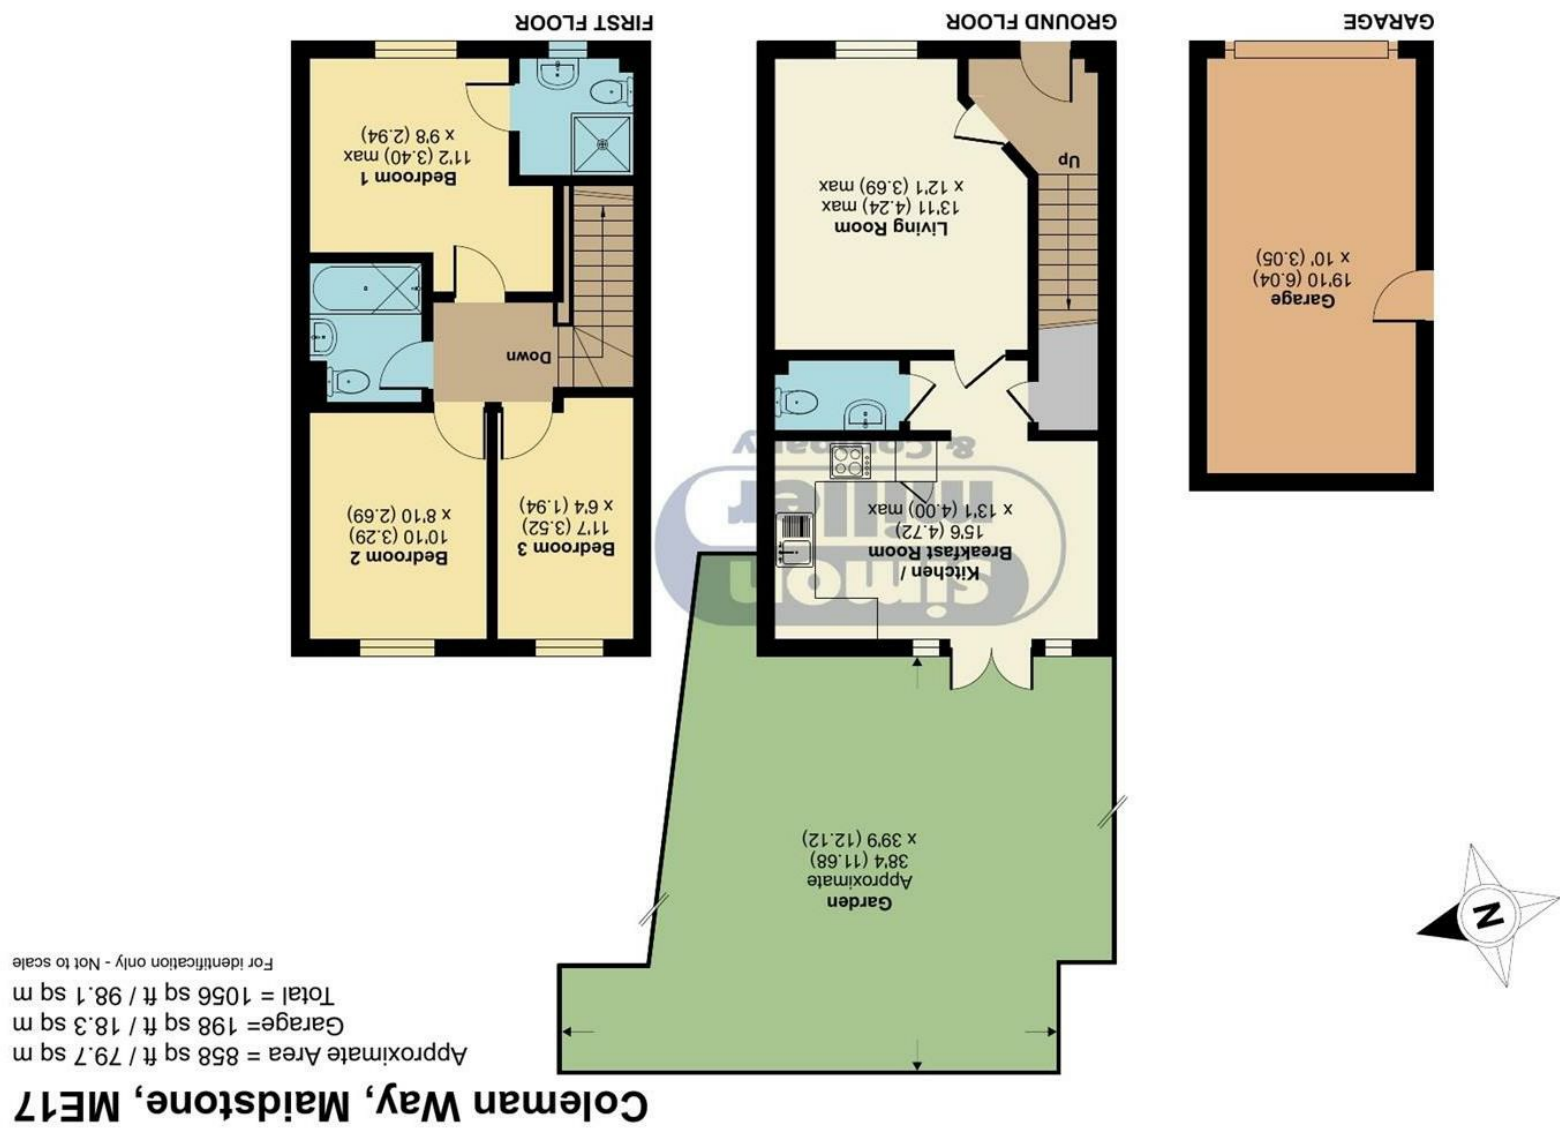 Coleman Way, Maidstone, ME17
Approximate Area = 858 sq ft / 79.7 sq m
Garage= 198 sq ft / 18.3 sq m
Total = 1056 sq ft / 98.1 sq m
For identification only - Not to scale
N
Garden
Approximate
38'4 (11.68)
x 39'9 (12.12)
Kitchen /
Breakfast Room
15'6 (4.72)
x 13'1 (4.00) max
simon
miller
& Company
Living Room
13'11 (4.24) max
x 12'1 (3.69) max
Up
GROUND FLOOR
Bedroom 3
11'7 (3.52)
x 6'4 (1.94)
Bedroom 2
10'10 (3.29)
x 8'10 (2.69)
Down
Bedroom 1
11'2 (3.40) max
x 9'8 (2.94)
FIRST FLOOR
Garage
19'10 (6.04)
x 10' (3.05)
GARAGE